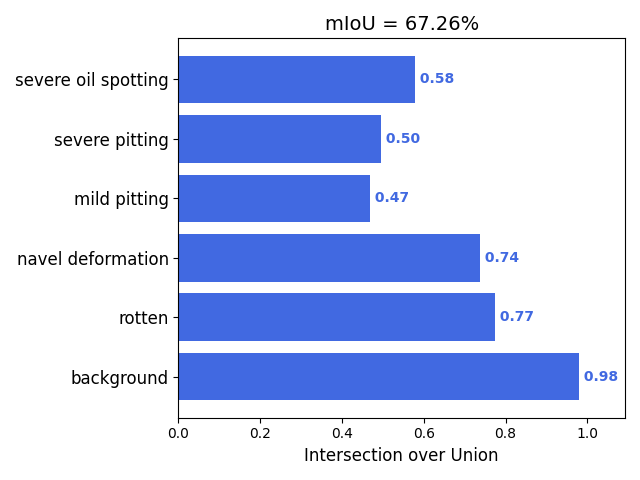 mIoU = 67.26%
severe oil spotting 0.58
severe pitting 0.50
mild pitting 0.47
navel deformation 0.74
rotten 0.77
background 0.98
0.0 0.2 0.4 0.6 0.8 1.0
Intersection over Union